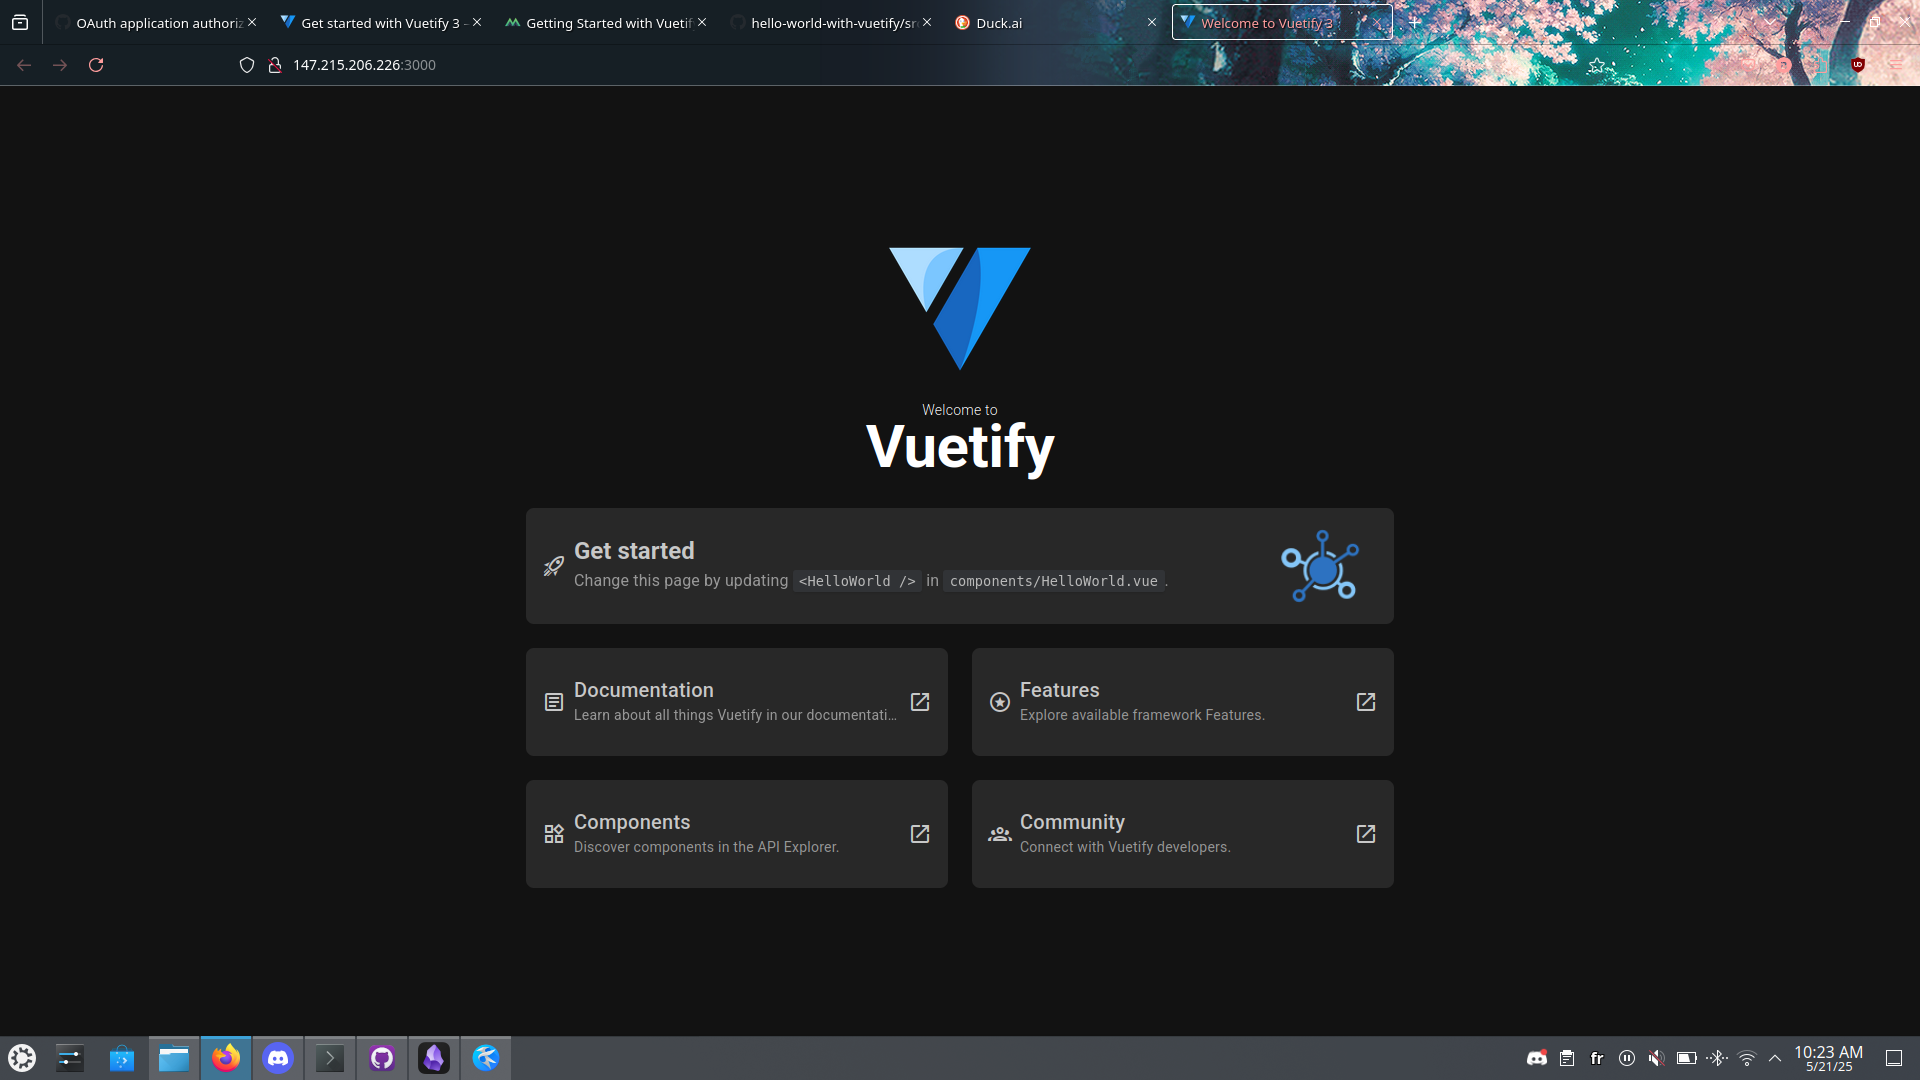 OAuth application authoriz
Get started with Vuetify 3 -
Getting Started with Vuetif
hello-world-with-vuetify/src
Duck.ai
Welcome to Vuetify 3
147.215.206.226:3000
Welcome to
Vuetify
Get started
Change this page by updating <HelloWorld /> in components/HelloWorld.vue.
Documentation
Learn about all things Vuetify in our documentati…
Features
Explore available framework Features.
Components
Discover components in the API Explorer.
Community
Connect with Vuetify developers.
fr
10:23 AM
5/21/25